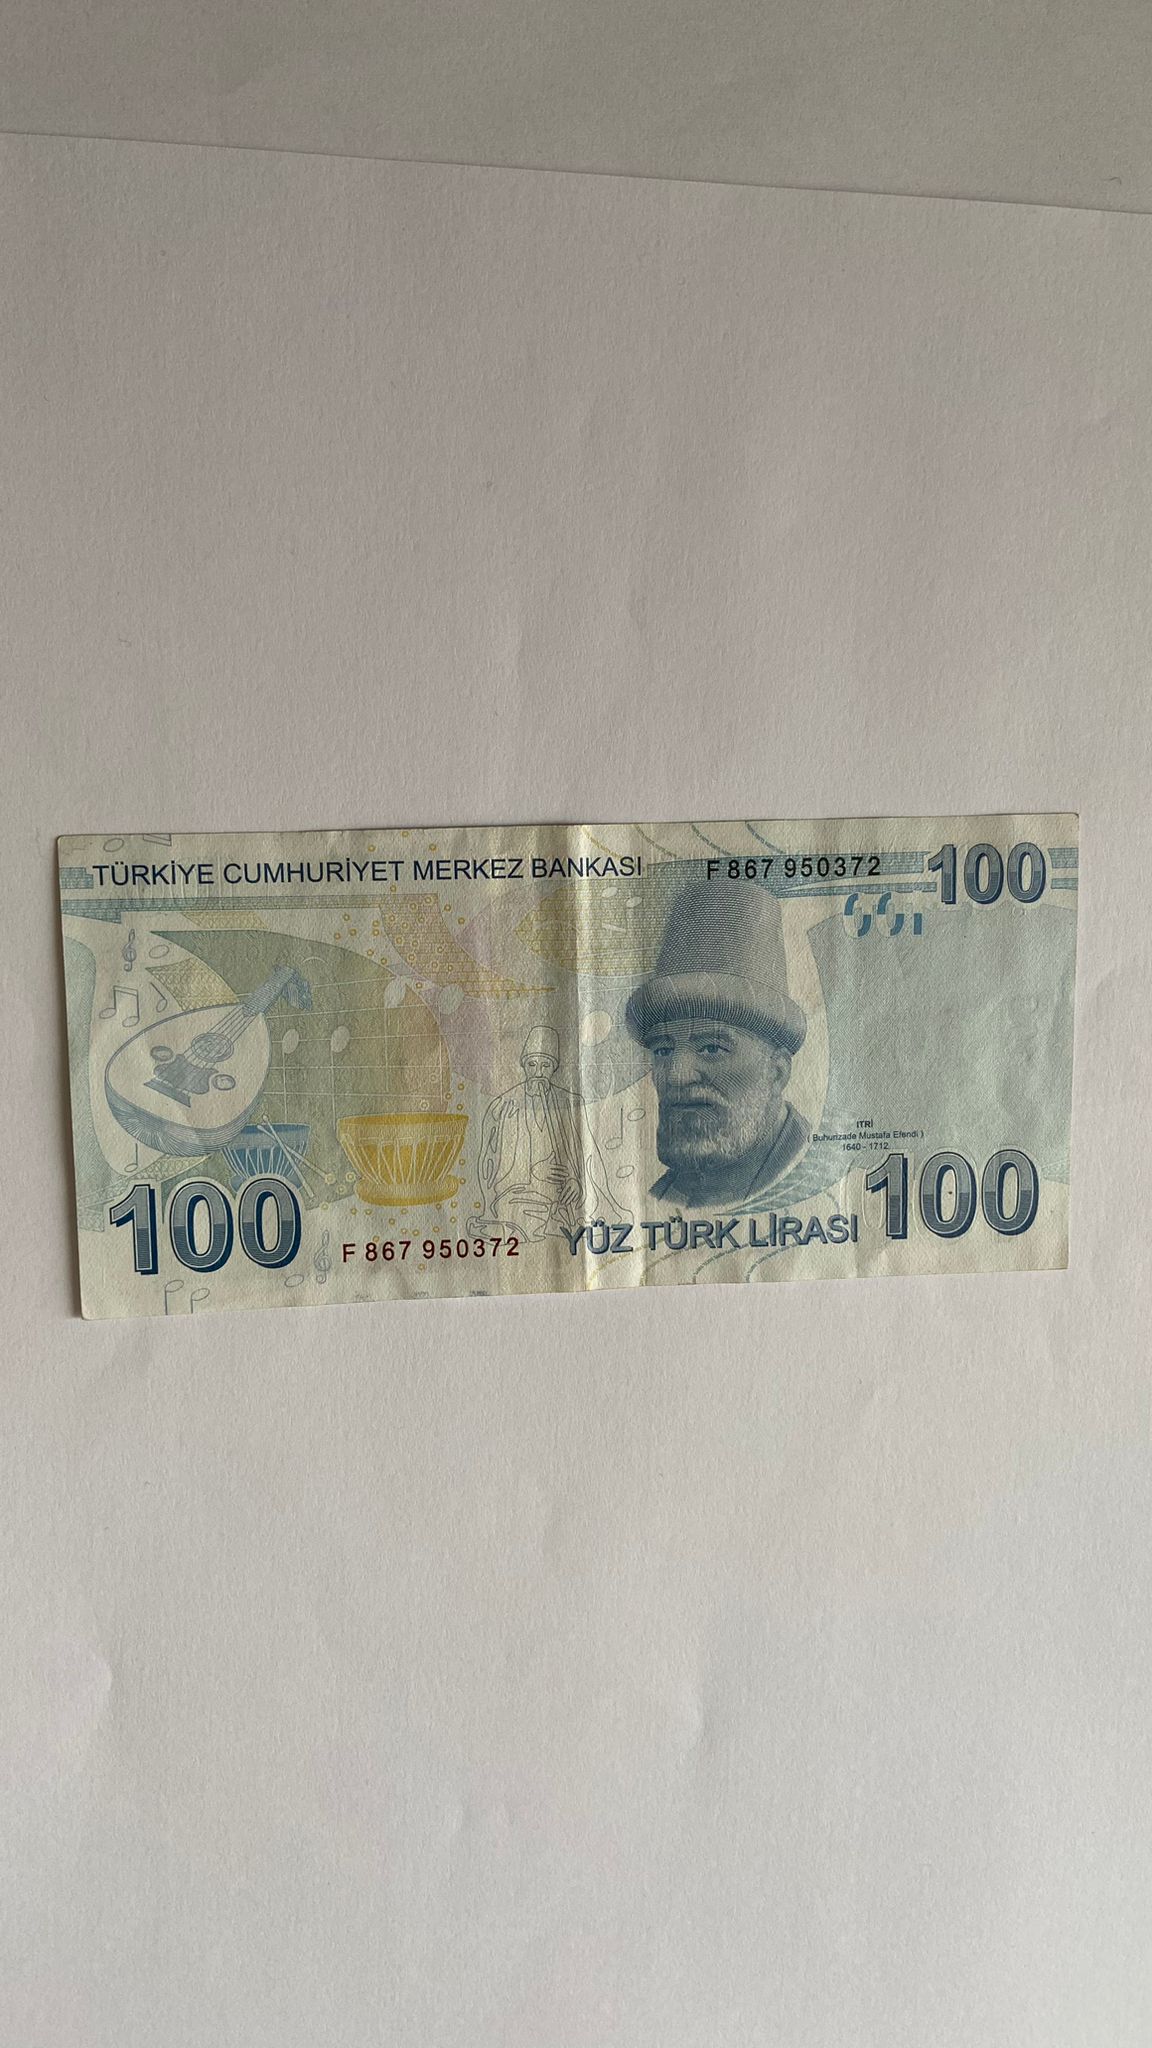 TÜRKİYE CUMHURİYET MERKEZ BANKASI F 867 950372 100
ITRİ
( Buhurizade Mustafa Efendi )
1640 - 1712
100 F 867 950372 YÜZ TÜRK LİRASI 100